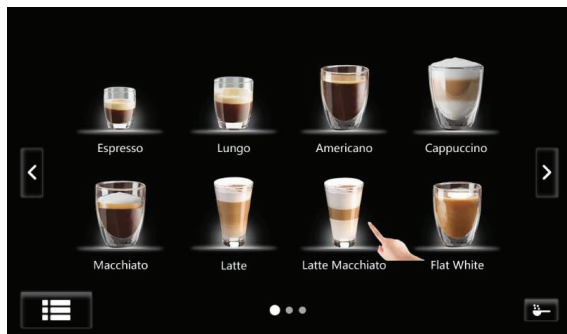 Espresso
Lungo
Americano
Cappuccino
Macchiato
Latte
Latte Macchiato
Flat White